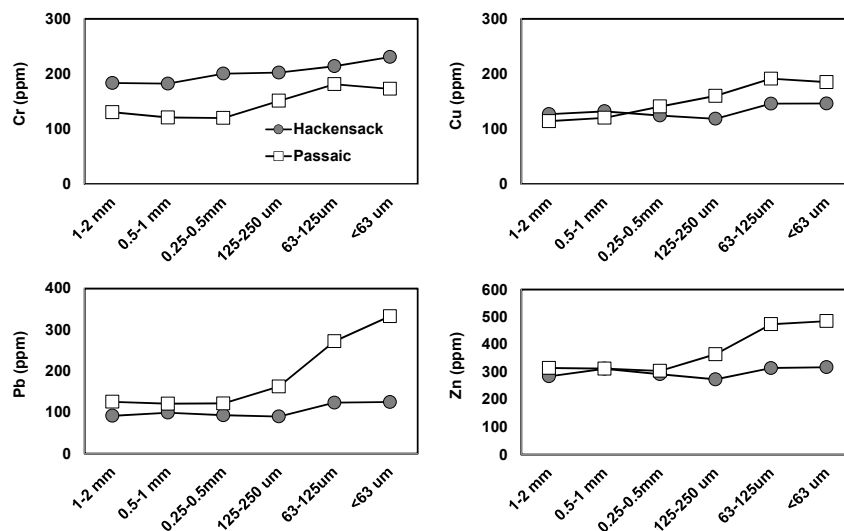 300
200
100
0
Cr (ppm)
Hackensack
Passaic
1-2 mm
0.5-1 mm
0.25-0.5mm
125-250 um
63-125um
<63 um
300
200
100
0
Cu (ppm)
1-2 mm
0.5-1 mm
0.25-0.5mm
125-250 um
63-125um
<63 um
400
300
200
100
0
Pb (ppm)
1-2 mm
0.5-1 mm
0.25-0.5mm
125-250 um
63-125um
<63 um
600
500
400
300
200
100
0
Zn (ppm)
1-2 mm
0.5-1 mm
0.25-0.5mm
125-250 um
63-125um
<63 um